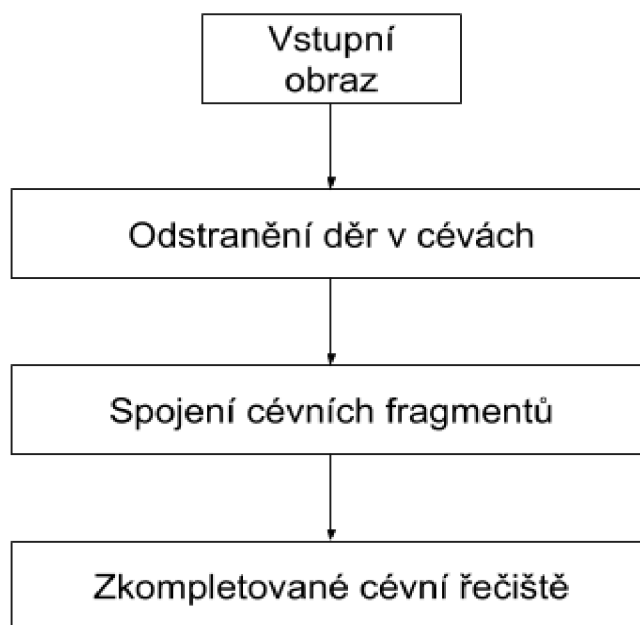 Vstupní
obraz
Odstranění děr v cévách
Spojení cévních fragmentů
Zkompletované cévní řečiště